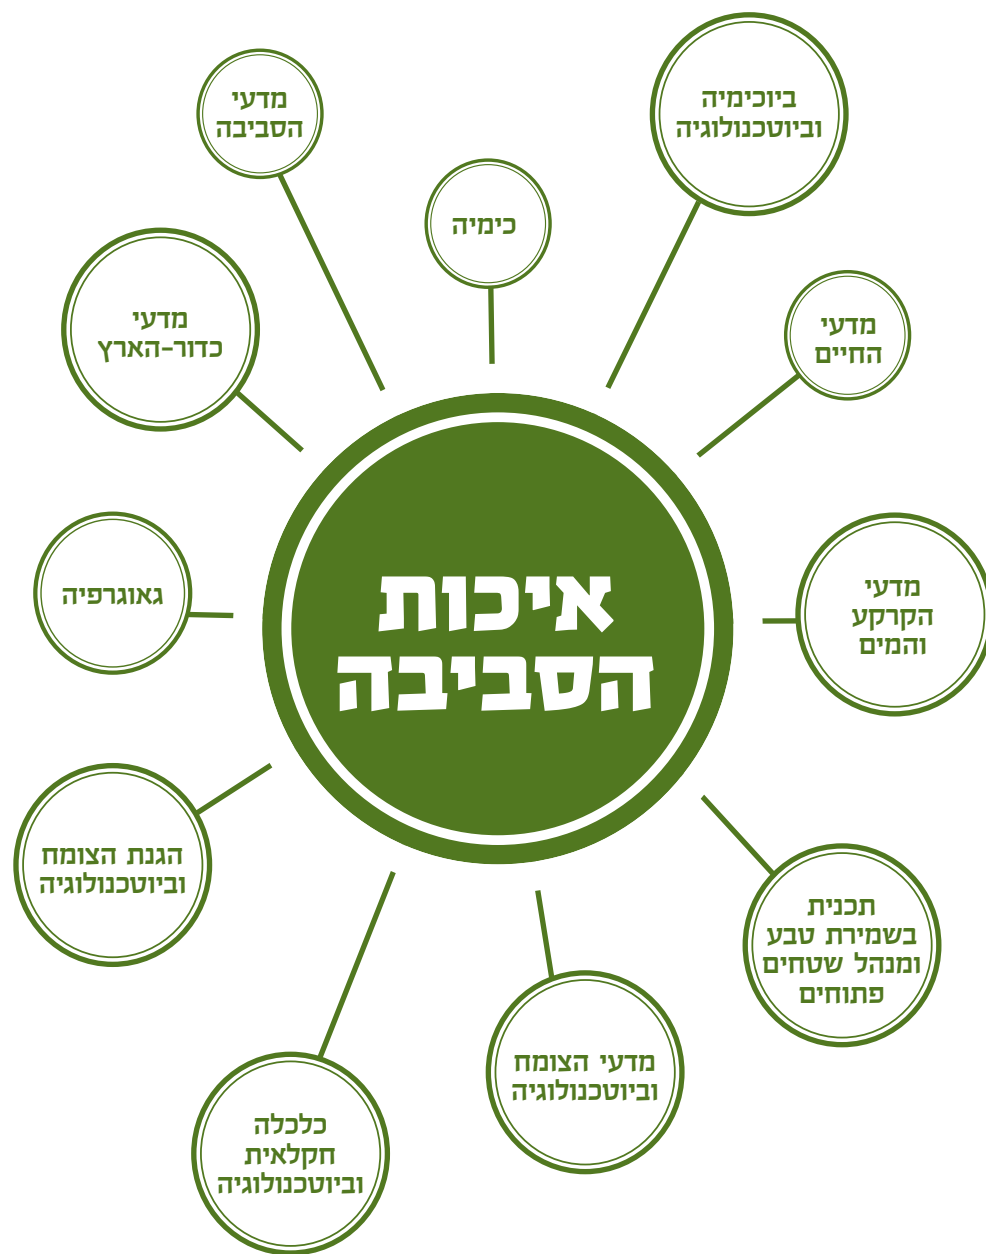 מדעי
הסביבה
ביוכימיה
וביוטכנולוגיה
כימיה
מדעי
כדור-הארץ
מדעי
החיים
איכות
הסביבה
גאוגרפיה
מדעי
הקרקע
והמים
הגנת הצומח
וביוטכנולוגיה
תכנית
בשמירת טבע
ומנהל שטחים
פתוחים
מדעי הצומח
וביוטכנולוגיה
כלכלה
חקלאית
וביוטכנולוגיה